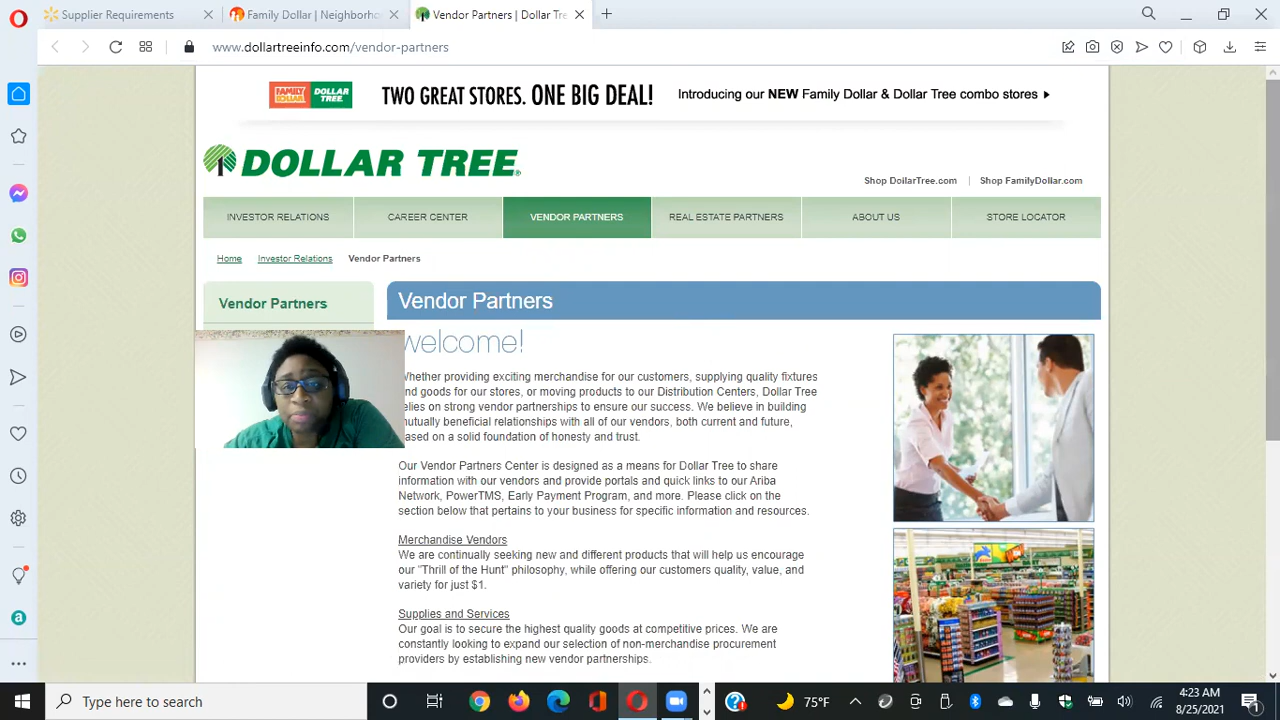 Supplier Requirements
Family Dollar | Neighborho
Vendor Partners | Dollar Tre
www.dollartreeinfo.com/vendor-partners
FAMILY DOLLAR
DOLLAR TREE
TWO GREAT STORES. ONE BIG DEAL!
Introducing our NEW Family Dollar & Dollar Tree combo stores
DOLLAR TREE
Shop DollarTree.com
Shop FamilyDollar.com
INVESTOR RELATIONS
CAREER CENTER
VENDOR PARTNERS
REAL ESTATE PARTNERS
ABOUT US
STORE LOCATOR
Home
Investor Relations
Vendor Partners
Vendor Partners
Vendor Partners
welcome!
Whether providing exciting merchandise for our customers, supplying quality fixtures
and goods for our stores, or moving products to our Distribution Centers, Dollar Tree
relies on strong vendor partnerships to ensure our success. We believe in building
mutually beneficial relationships with all of our vendors, both current and future,
based on a solid foundation of honesty and trust.
Our Vendor Partners Center is designed as a means for Dollar Tree to share
information with our vendors and provide portals and quick links to our Ariba
Network, PowerTMS, Early Payment Program, and more. Please click on the
section below that pertains to your business for specific information and resources.
Merchandise Vendors
We are continually seeking new and different products that will help us encourage
our "Thrill of the Hunt" philosophy, while offering our customers quality, value, and
variety for just $1.
Supplies and Services
Our goal is to secure the highest quality goods at competitive prices. We are
constantly looking to expand our selection of non-merchandise procurement
providers by establishing new vendor partnerships.
Type here to search
75°F
4:23 AM
8/25/2021